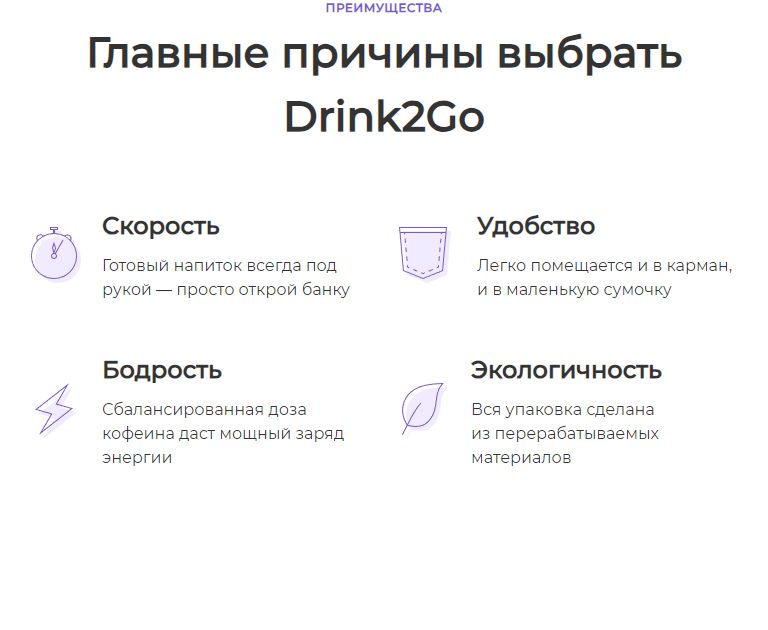 ПРЕИМУЩЕСТВА
Главные причины выбрать
Drink2Go
Скорость
Готовый напиток всегда под
рукой — просто открой банку
Удобство
Легко помещается и в карман,
и в маленькую сумочку
Бодрость
Сбалансированная доза
кофеина даст мощный заряд
энергии
Экологичность
Вся упаковка сделана
из перерабатываемых
материалов